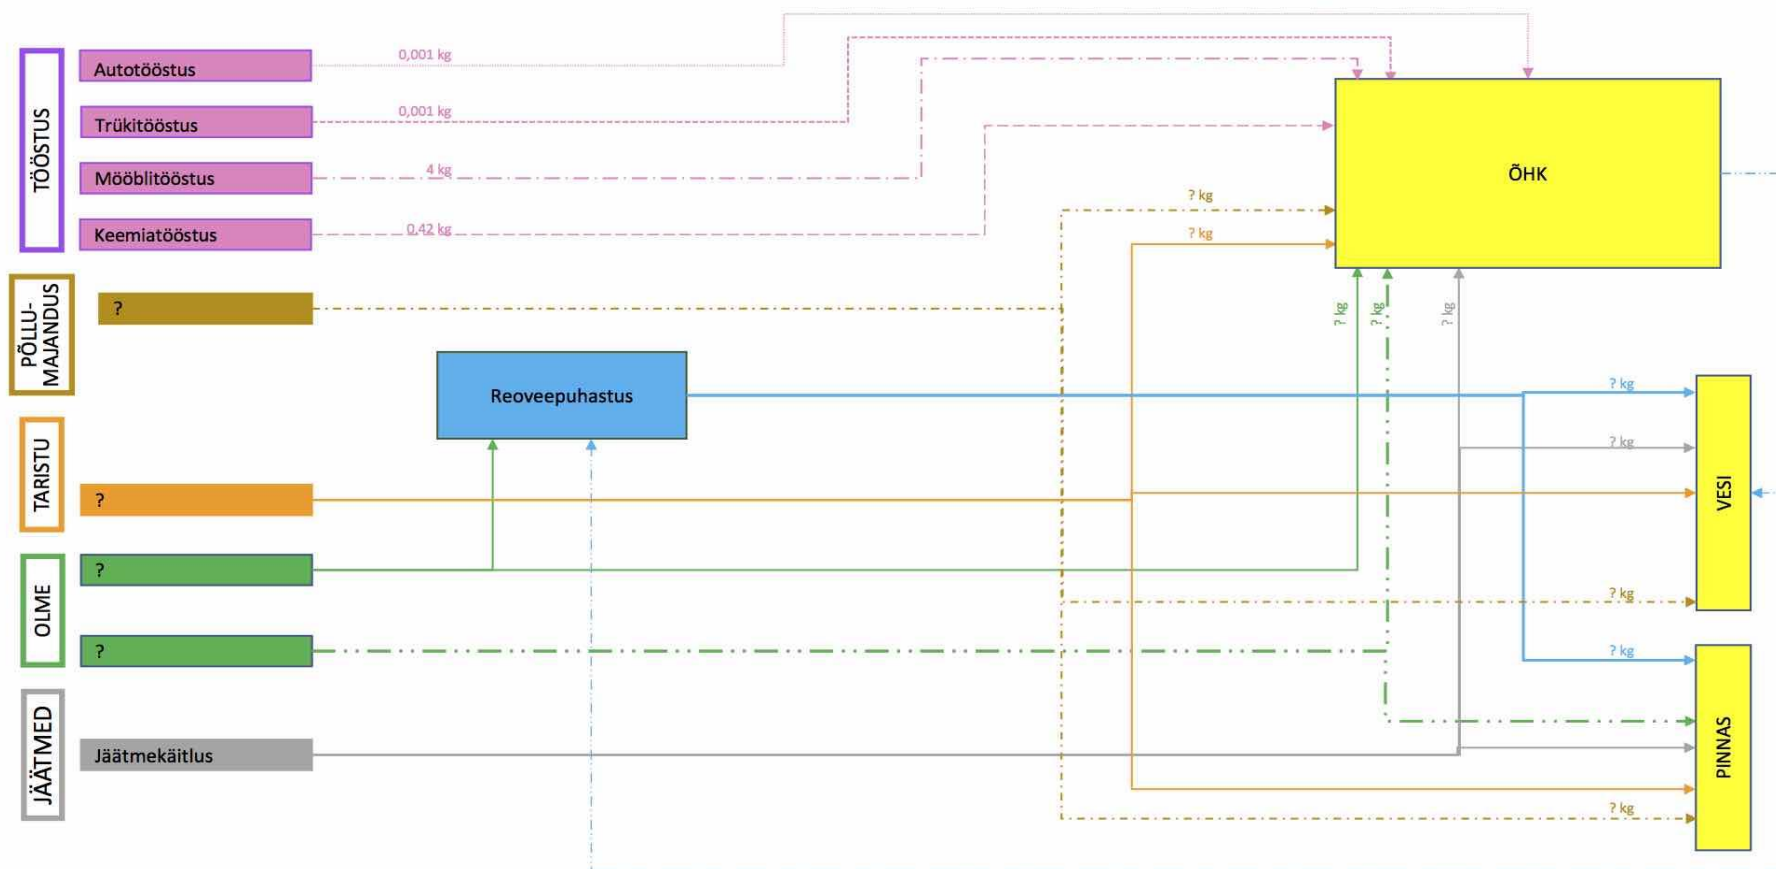 TÖÖSTUS
Autotööstus
0,001 kg
Trükitööstus
0,001 kg
Mööblitööstus
4 kg
Keemiatööstus
0,42 kg
ÕHK
? kg
? kg
? kg
? kg
? kg
PÕLLU-
MAJANDUS
?
Reoveepuhastus
TARISTU
?
OLME
?
?
JÄÄTMED
Jäätmekäitlus
? kg
? kg
? kg
VESI
? kg
? kg
PINNAS